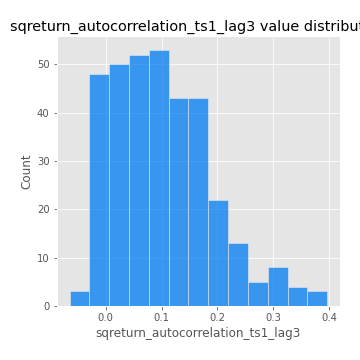 sqreturn_autocorrelation_ts1_lag3 value distribut
50
40
30
20
10
0
Count
0.0 0.1 0.2 0.3 0.4
sqreturn_autocorrelation_ts1_lag3